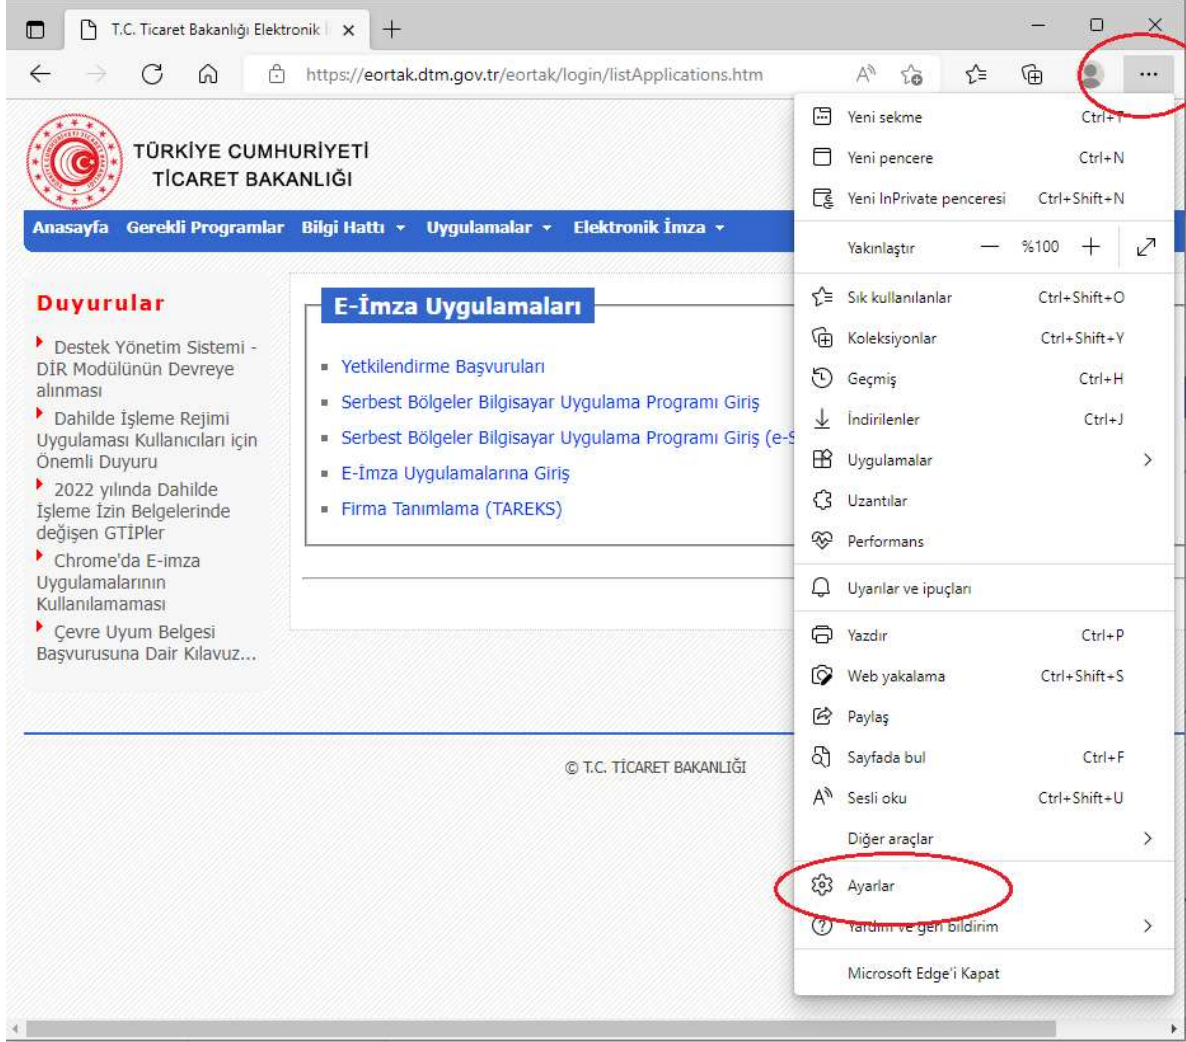 T.C. Ticaret Bakanlığı Elektronik İ
https://eortak.dtm.gov.tr/eortak/login/listApplications.htm
TÜRKİYE CUMHURİYETİ
TİCARET BAKANLIĞI
Anasayfa Gerekli Programlar Bilgi Hattı Uygulamalar Elektronik İmza
Duyurular
Destek Yönetim Sistemi -
DİR Modülünün Devreye
alınması
Dahilde İşleme Rejimi
Uygulaması Kullanıcıları için
Önemli Duyuru
2022 yılında Dahilde
İşleme İzin Belgelerinde
değişen GTİPler
Chrome'da E-imza
Uygulamalarının
Kullanılamaması
Çevre Uyum Belgesi
Başvurusuna Dair Kılavuz...
E-İmza Uygulamaları
Yetkilendirme Başvuruları
Serbest Bölgeler Bilgisayar Uygulama Programı Giriş
Serbest Bölgeler Bilgisayar Uygulama Programı Giriş (e-S
E-İmza Uygulamalarına Giriş
Firma Tanımlama (TAREKS)
© T.C. TİCARET BAKANLIĞI
Yeni sekme Ctrl+T
Yeni pencere Ctrl+N
Yeni InPrivate penceresi Ctrl+Shift+N
Yakınlaştır — %100 +
Sık kullanılanlar Ctrl+Shift+O
Koleksiyonlar Ctrl+Shift+Y
Geçmiş Ctrl+H
İndirilenler Ctrl+J
Uygulamalar
Uzantılar
Performans
Uyarılar ve ipuçları
Yazdır Ctrl+P
Web yakalama Ctrl+Shift+S
Paylaş
Sayfada bul Ctrl+F
Sesli oku Ctrl+Shift+U
Diğer araçlar
Ayarlar
Yardım ve geri bildirim
Microsoft Edge'i Kapat